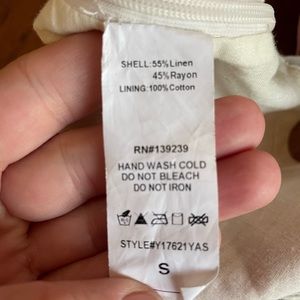 SHELL:55%Linen
45%Rayon
LINING:100%Cotton
RN#139239
HAND WASH COLD
DO NOT BLEACH
DO NOT IRON
STYLE#Y17621YAS
S